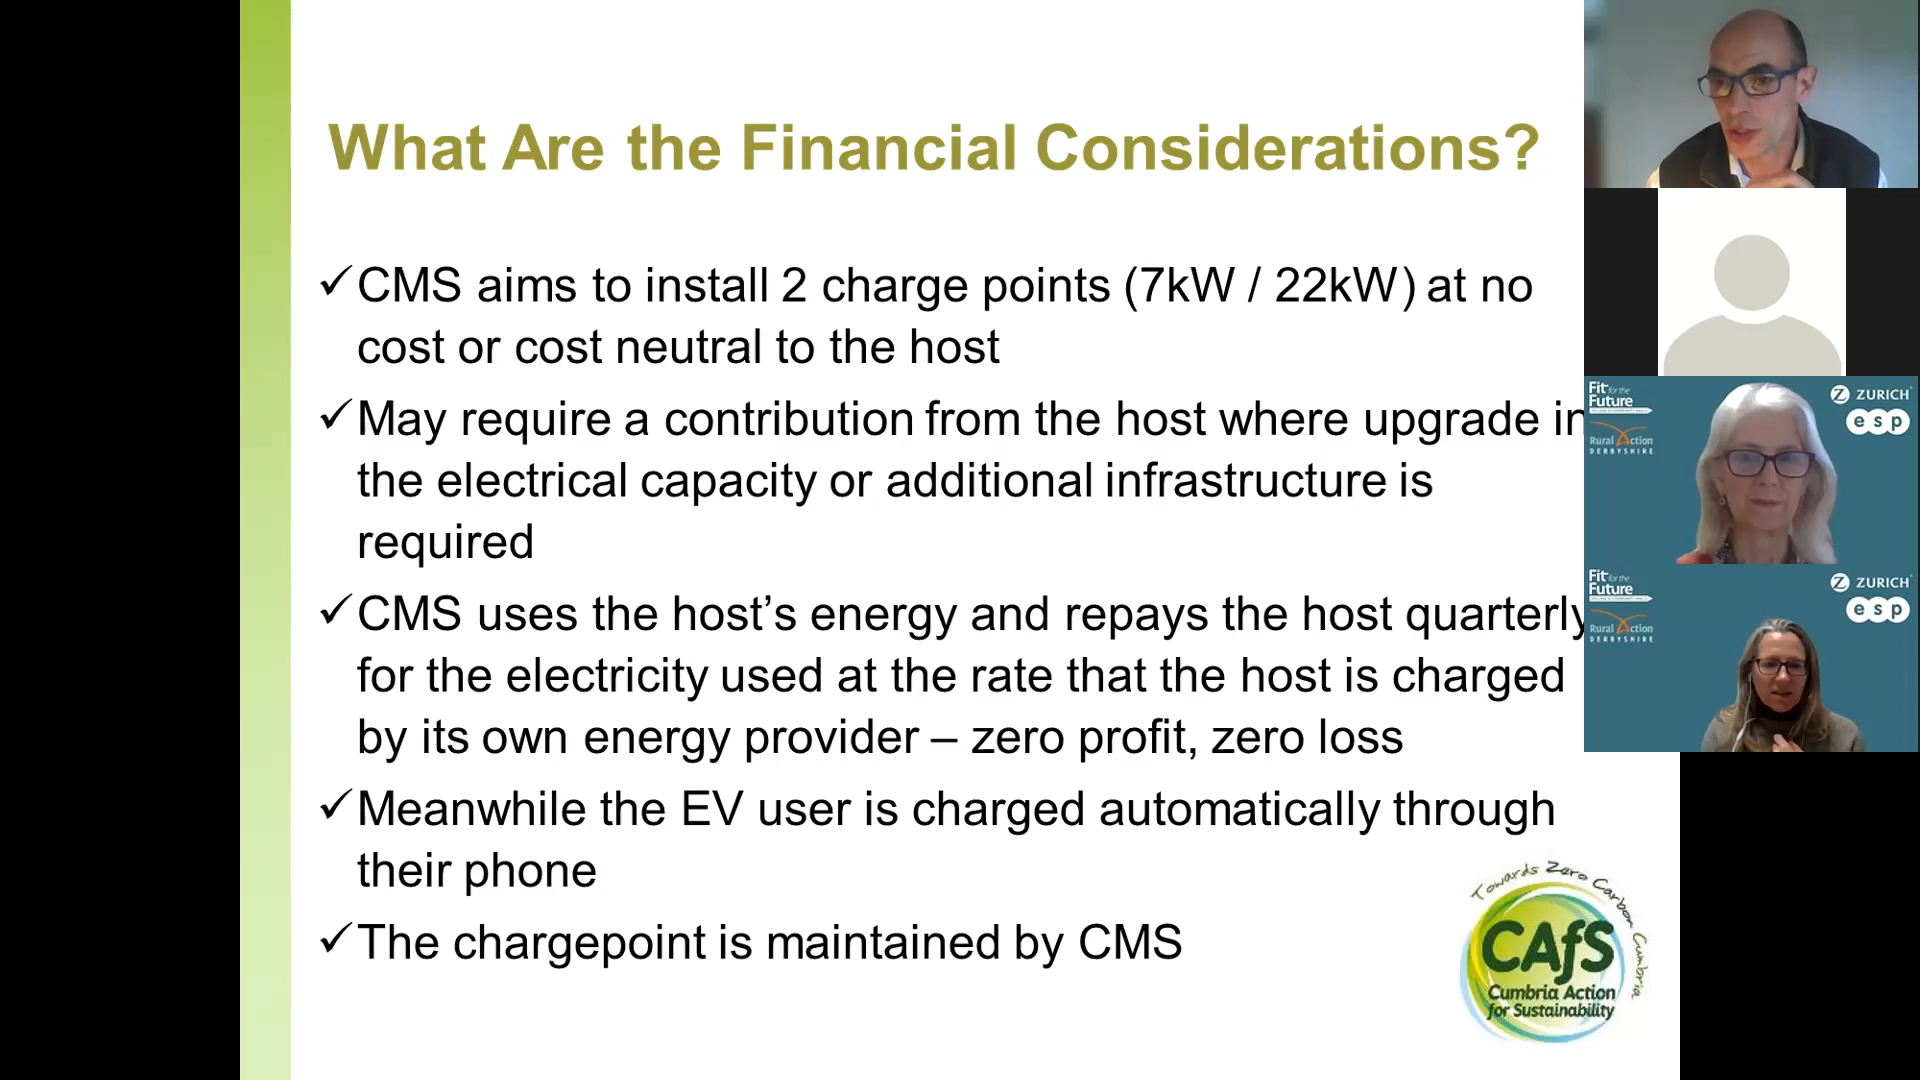 What Are the Financial Considerations?
✓CMS aims to install 2 charge points (7kW / 22kW) at no
cost or cost neutral to the host
✓May require a contribution from the host where upgrade in
the electrical capacity or additional infrastructure is
required
✓CMS uses the host’s energy and repays the host quarterly
for the electricity used at the rate that the host is charged
by its own energy provider – zero profit, zero loss
✓Meanwhile the EV user is charged automatically through
their phone
✓The chargepoint is maintained by CMS
Towards Zero Carbon Cumbria
CAfS
Cumbria Action
for Sustainability
Fit for the
Future
Rural Action
DERBYSHIRE
ZURICH
esp
Fit for the
Future
Rural Action
DERBYSHIRE
ZURICH
esp